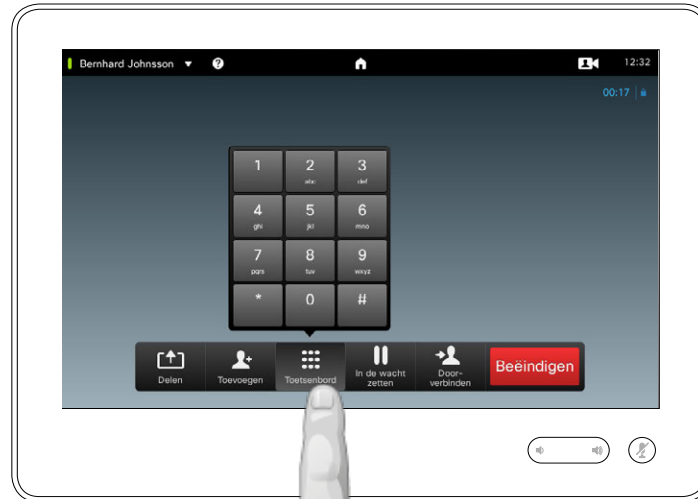 Bernhard Johnsson ? 12:32
00:17
1 2 3
abc def
4 5 6
ghi jkl mno
7 8 9
pqrs tuv wxyz
* 0 #
Delen Toevoegen Toetsenbord In de wacht zetten Door-verbinden Beëindigen